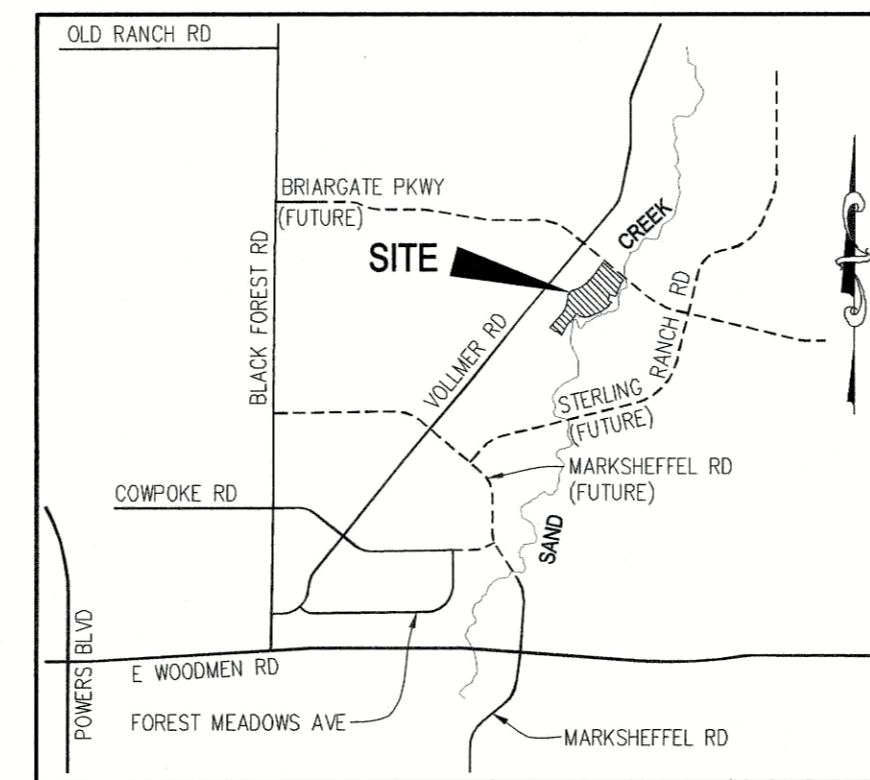 OLD RANCH RD
BRIARGATE PKWY
(FUTURE)
CREEK
SITE
BLACK FOREST RD
VOLLMER RD
STERLING RANCH RD
(FUTURE)
MARKSHEFFEL RD
(FUTURE)
COWPOKE RD
SAND
POWERS BLVD
E WOODMEN RD
FOREST MEADOWS AVE
MARKSHEFFEL RD